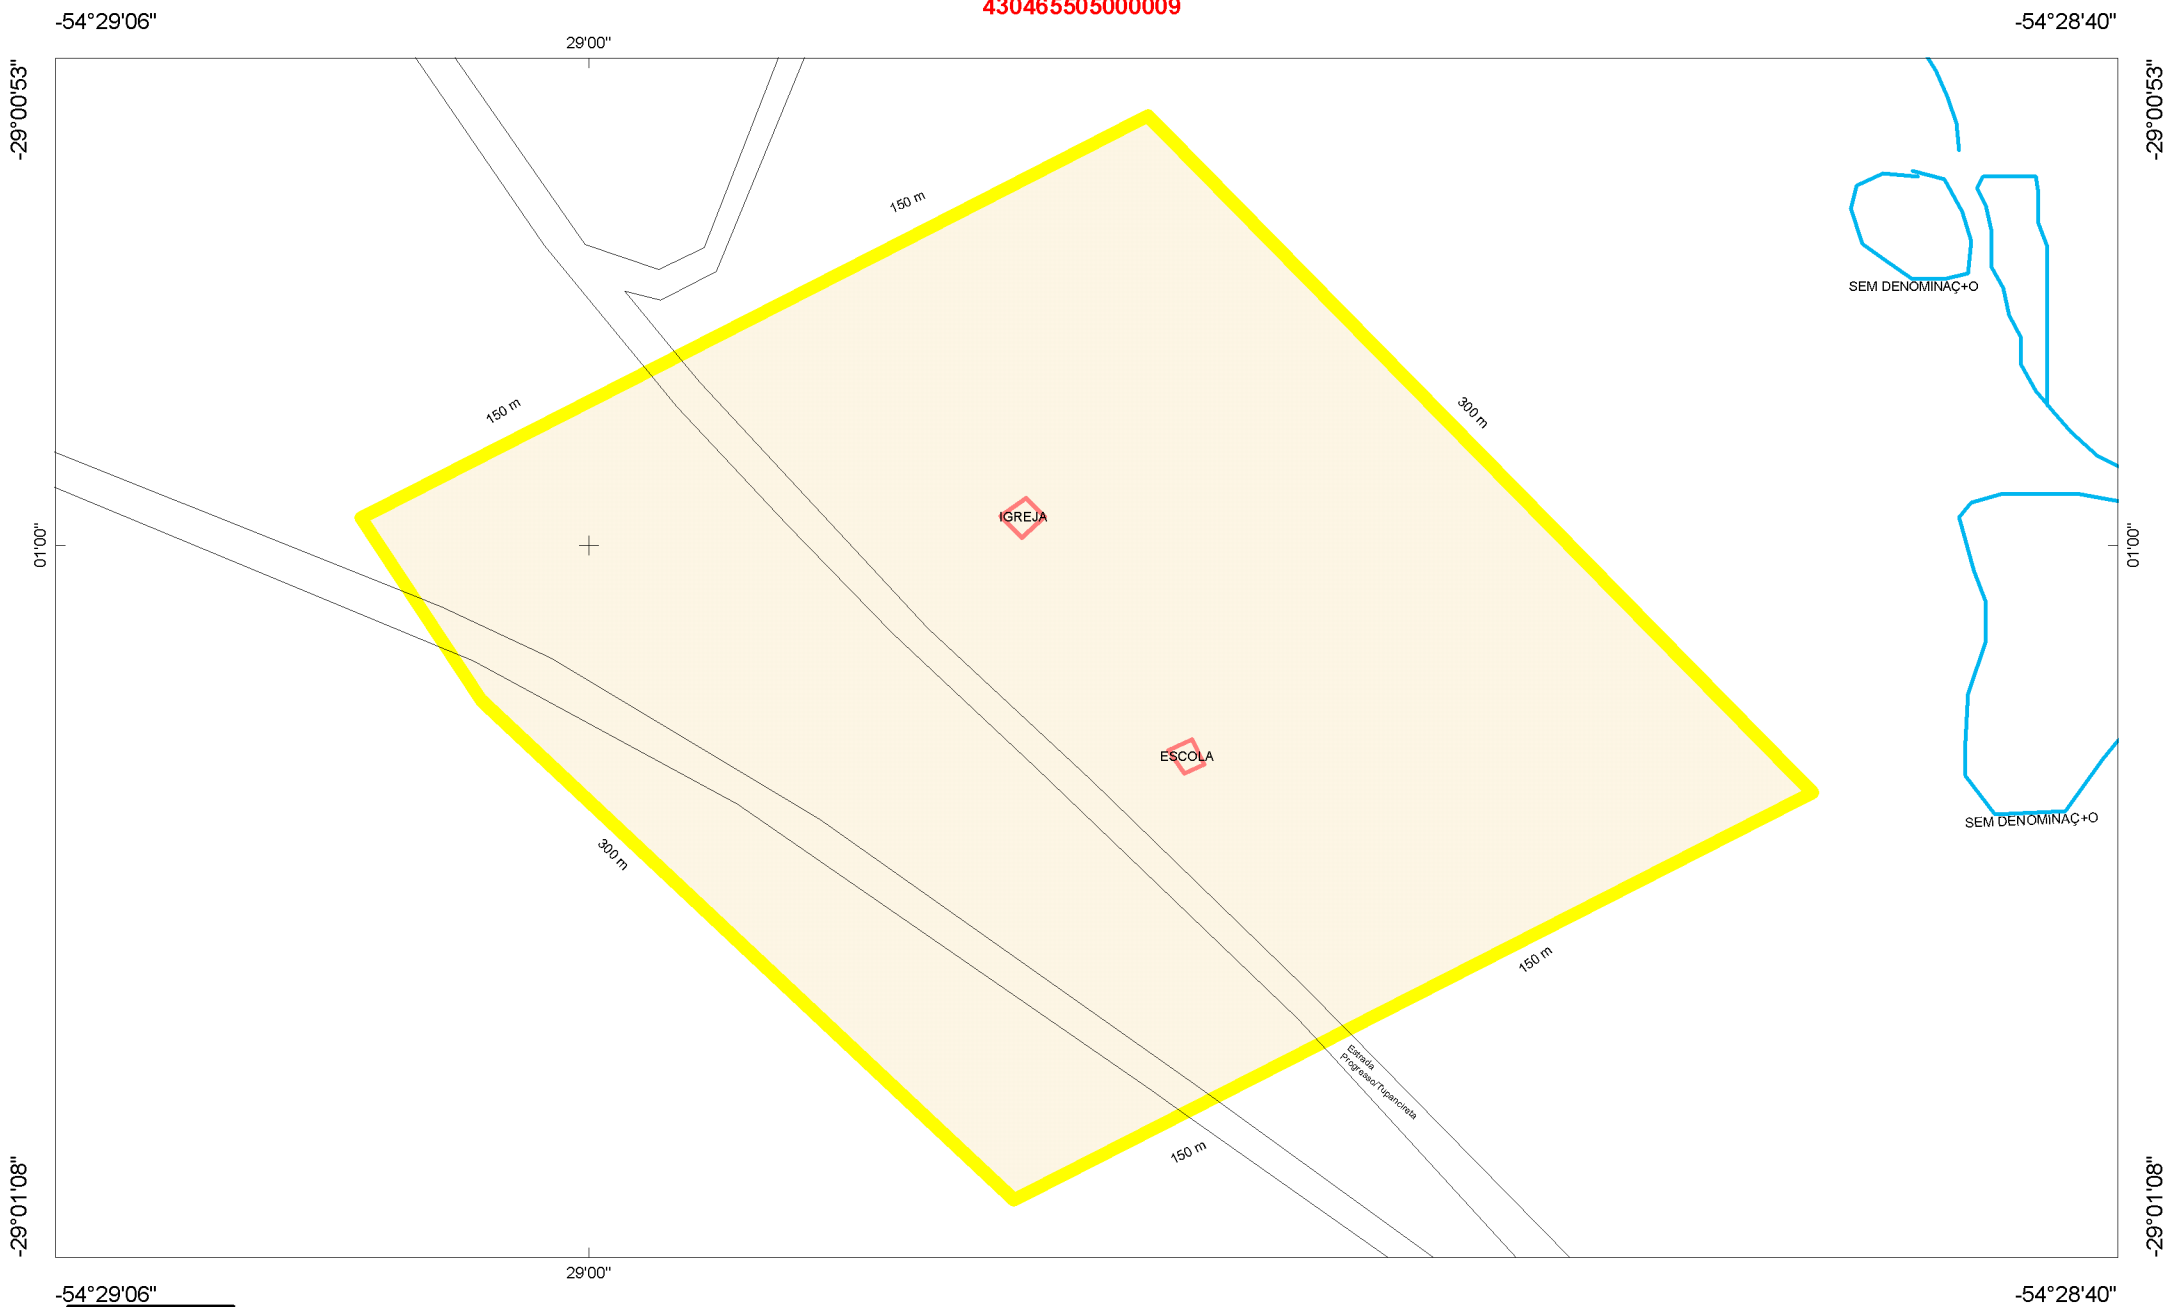 430465505000009
-54°29'06"
-54°28'40"
29'00"
-29°00'53"
-29°00'53"
150 m
SEM DENOMINAÇ+O
150 m
300 m
IGREJA
01'00"
01'00"
ESCOLA
SEM DENOMINAÇ+O
300 m
150 m
Estrada
Progresso/Tupancireta
150 m
-29°01'08"
-29°01'08"
29'00"
-54°29'06"
-54°28'40"